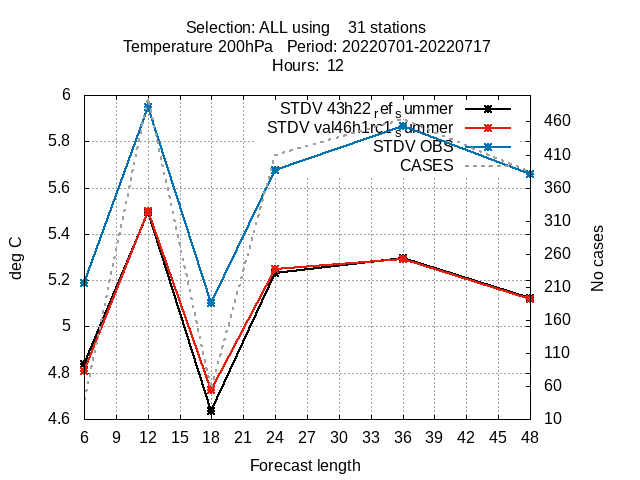 Selection: ALL using 31 stations
Temperature 200hPa Period: 20220701-20220717
Hours: 12
STDV 43h22_ref_summer
STDV val46h1rc1_summer
STDV OBS
CASES
6
5.8
5.6
5.4
5.2
5
4.8
4.6
deg C
460
410
360
310
260
210
160
110
60
10
No cases
6 9 12 15 18 21 24 27 30 33 36 39 42 45 48
Forecast length